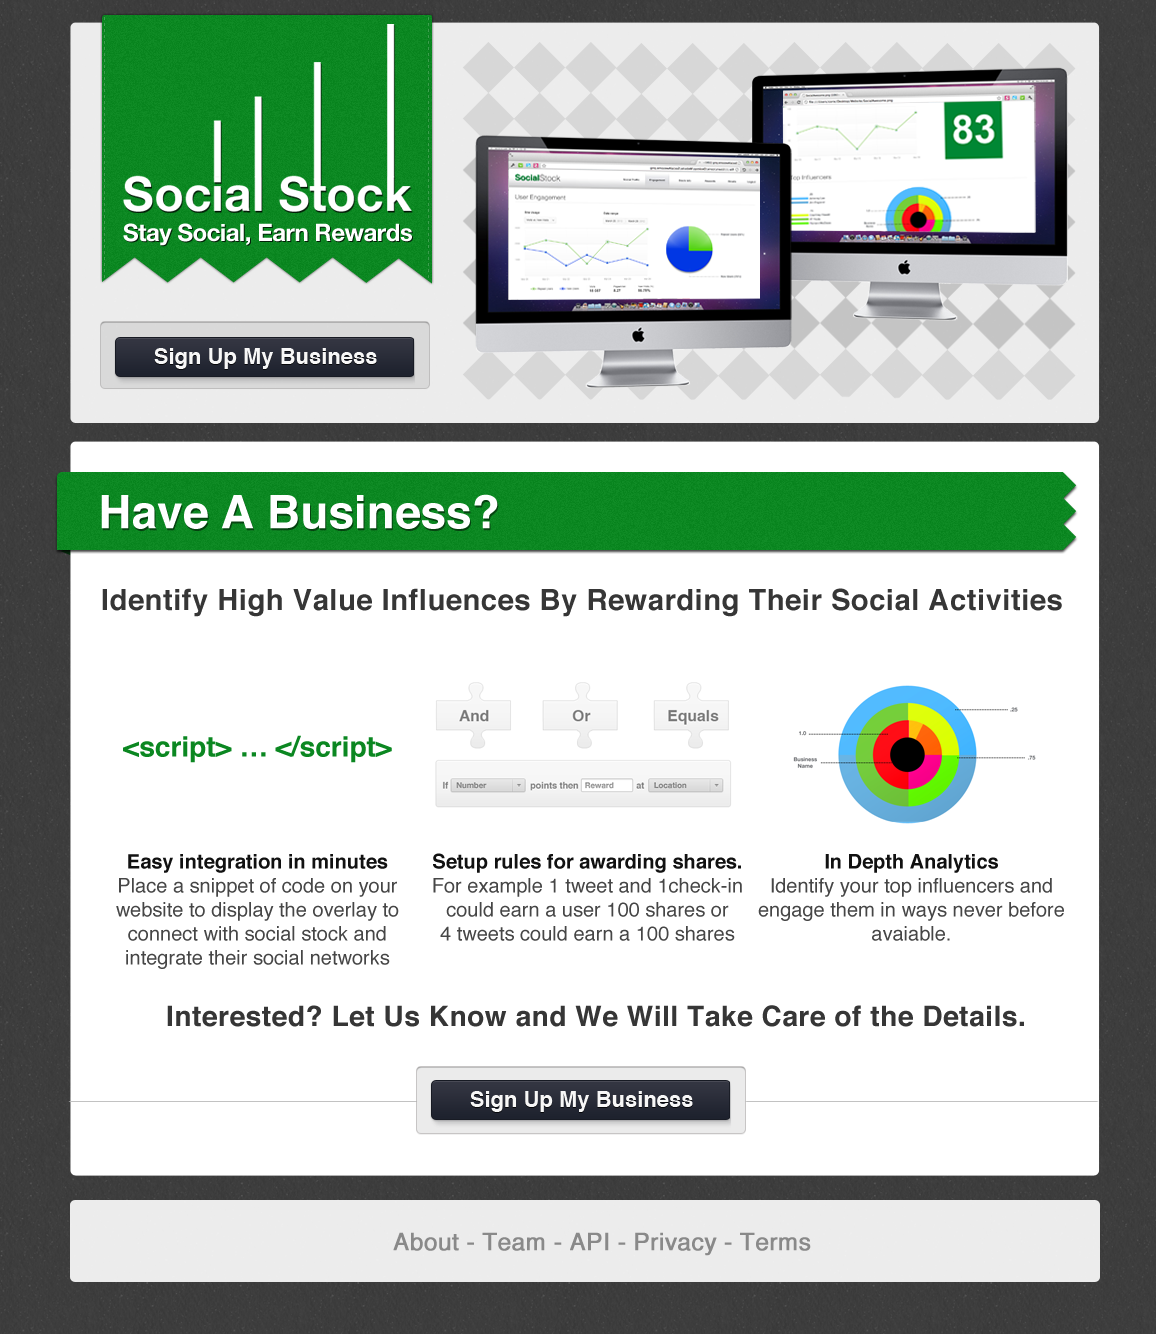 Social Stock
Stay Social, Earn Rewards
Sign Up My Business
SocialStock
User Engagement
83
Top Influencers
Have A Business?
Identify High Value Influences By Rewarding Their Social Activities
<script> ... </script>
And
Or
Equals
If Number points then Reward at Location
.25
1.0
Business
Name
.75
Easy integration in minutes
Place a snippet of code on your
website to display the overlay to
connect with social stock and
integrate their social networks
Setup rules for awarding shares.
For example 1 tweet and 1check-in
could earn a user 100 shares or
4 tweets could earn a 100 shares
In Depth Analytics
Identify your top influencers and
engage them in ways never before
avaiable.
Interested? Let Us Know and We Will Take Care of the Details.
Sign Up My Business
About - Team - API - Privacy - Terms